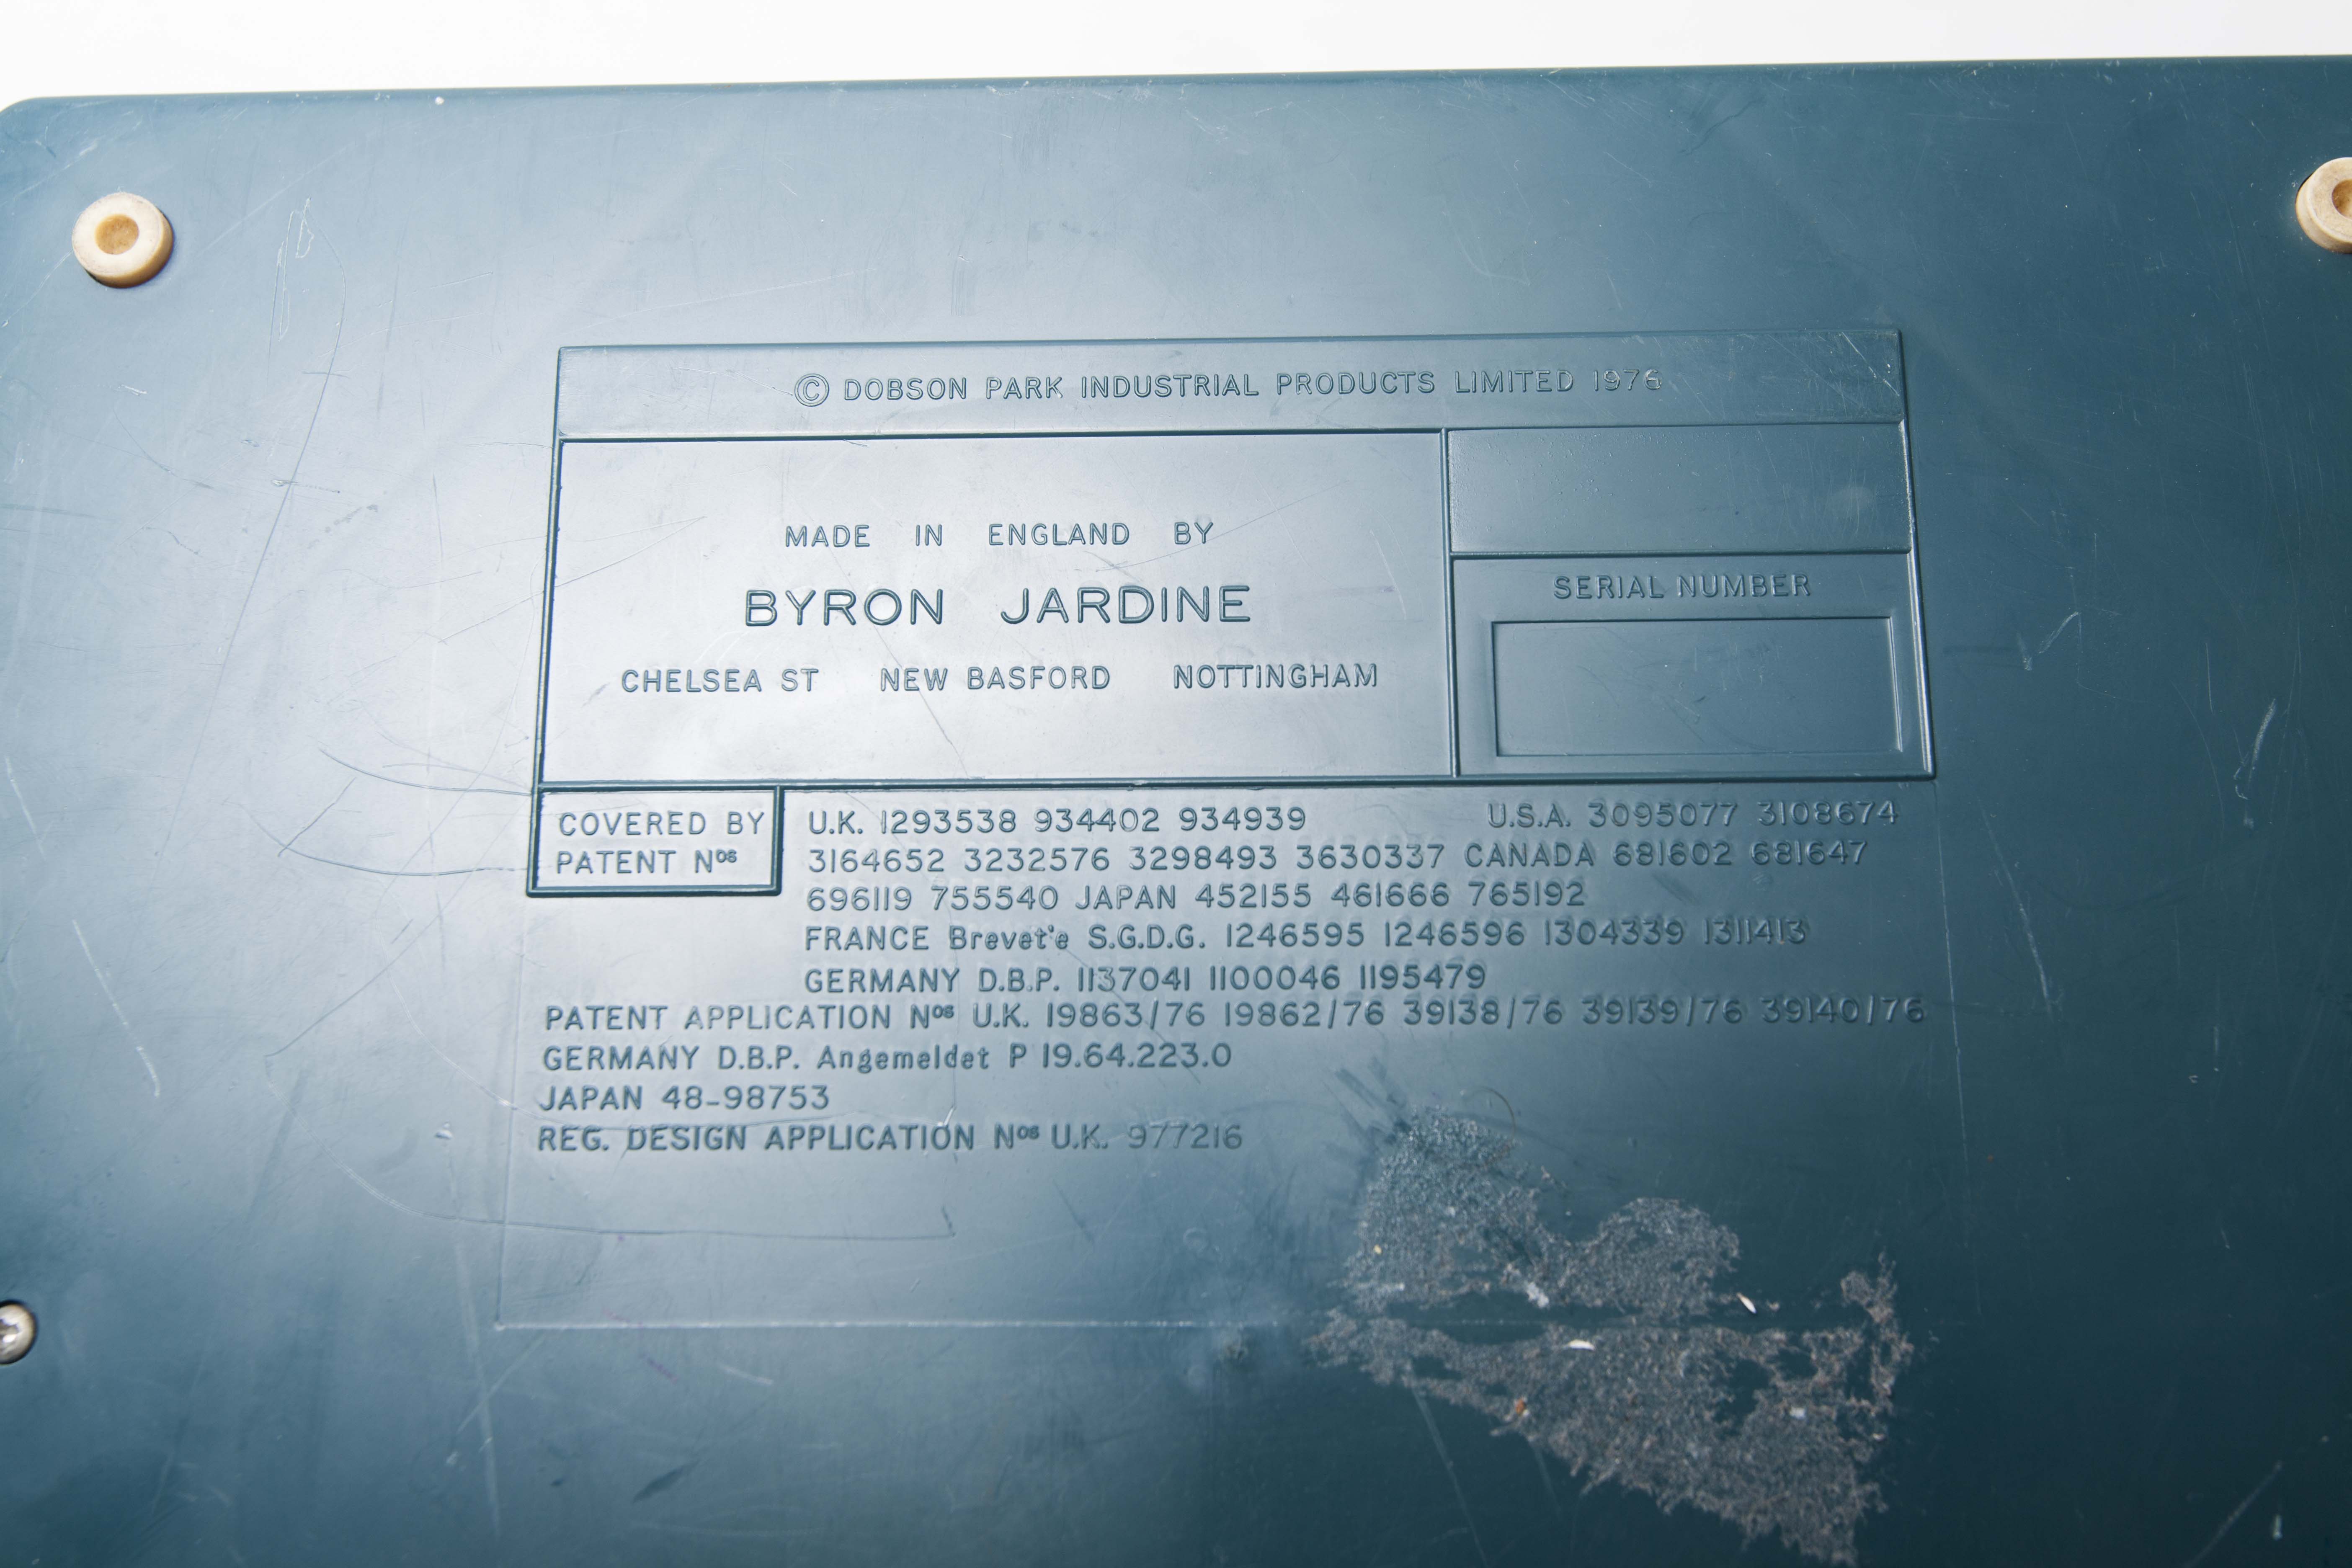 © DOBSON PARK INDUSTRIAL PRODUCTS LIMITED 1976
MADE IN ENGLAND BY
BYRON JARDINE
CHELSEA ST NEW BASFORD NOTTINGHAM
SERIAL NUMBER
COVERED BY
PATENT Nos
U.K. 1293538 934402 934939 U.S.A. 3095077 3108674
3164652 3232576 3298493 3630337 CANADA 681602 681647
696119 755540 JAPAN 452155 461666 765192
FRANCE Brevet'e S.G.D.G. 1246595 1246596 1304339 1311413
GERMANY D.B.P. 1137041 1100046 1195479
PATENT APPLICATION Nos U.K. 19863/76 19862/76 39138/76 39139/76 39140/76
GERMANY D.B.P. Angemeldet P 19.64.223.0
JAPAN 48-98753
REG. DESIGN APPLICATION Nos U.K. 977216